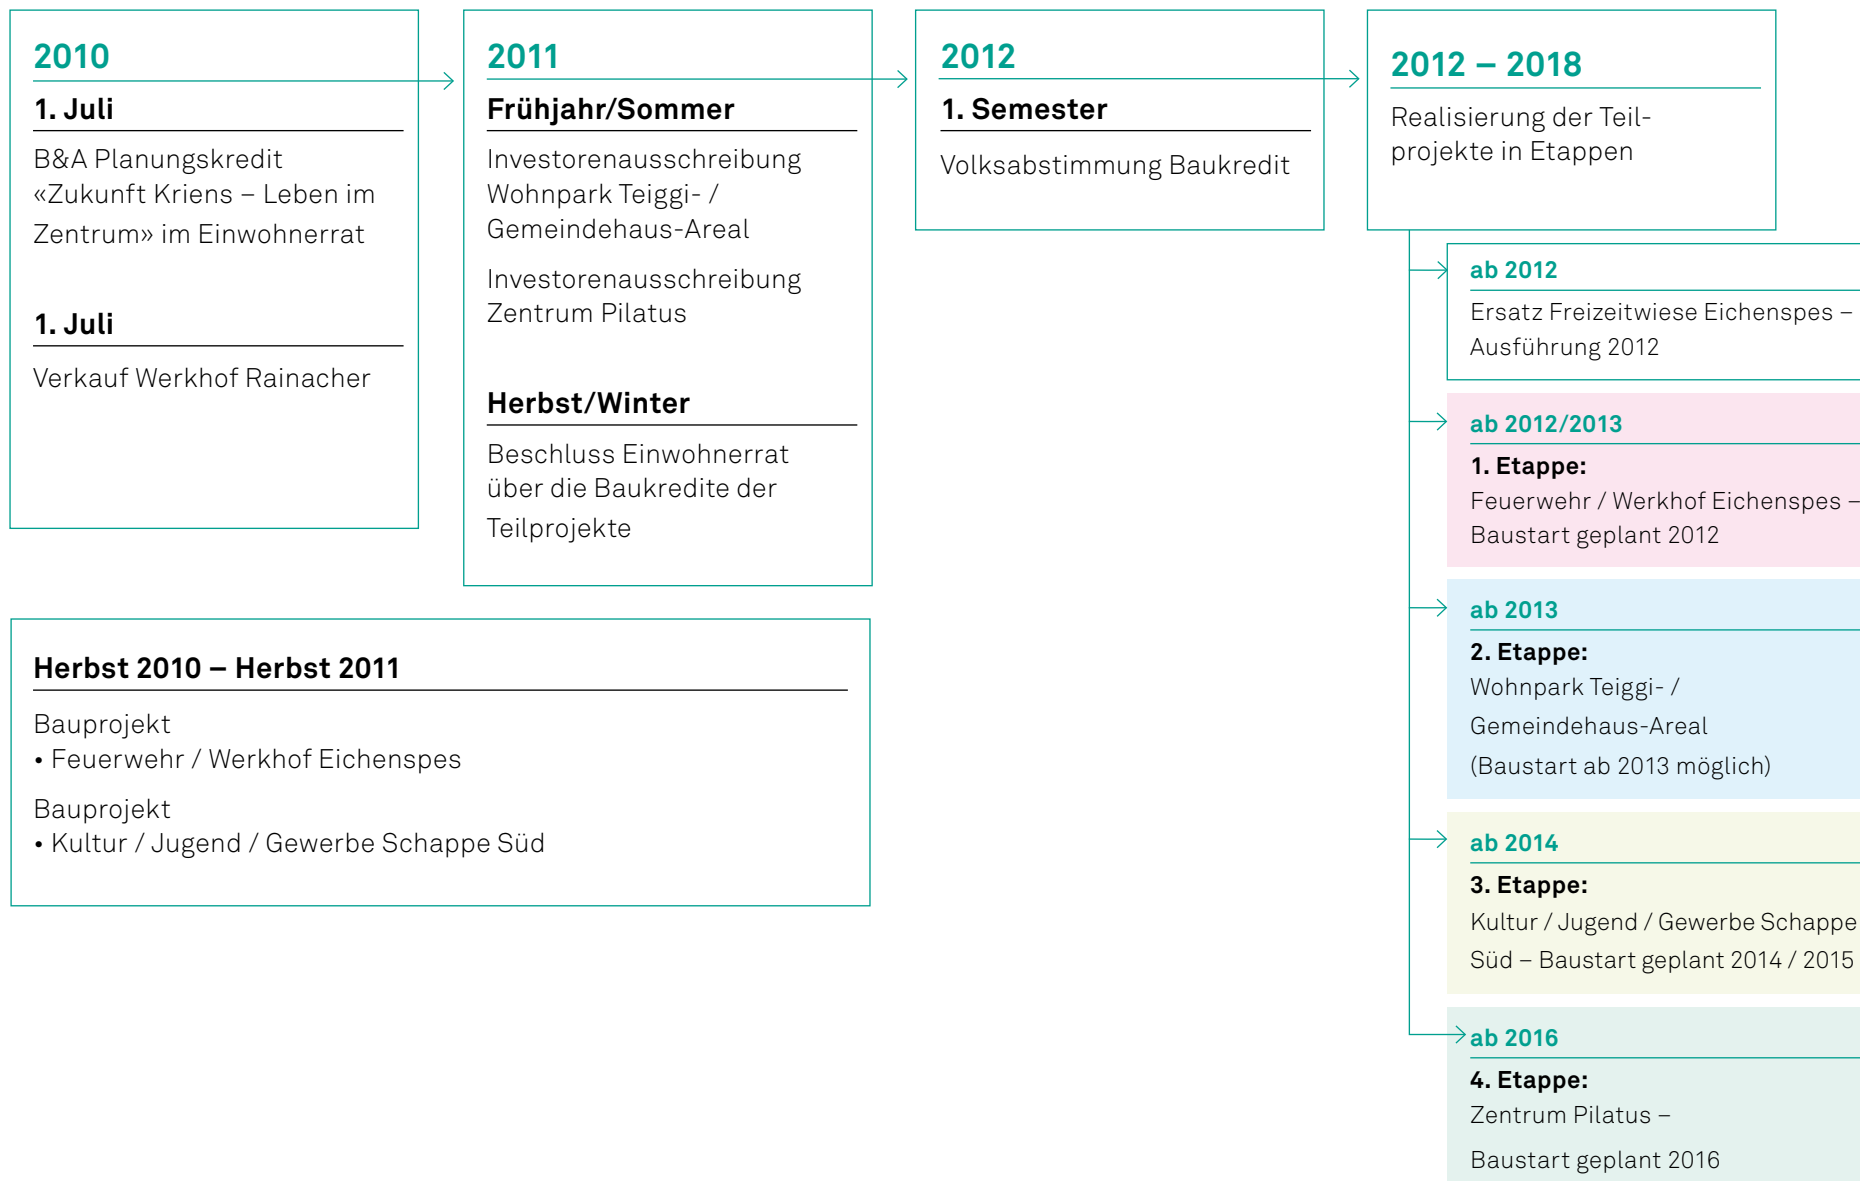 2010
1. Juli
B&A Planungskredit
«Zukunft Kriens – Leben im
Zentrum» im Einwohnerrat
1. Juli
Verkauf Werkhof Rainacher
2011
Frühjahr/Sommer
Investorenausschreibung
Wohnpark Teiggi- /
Gemeindehaus-Areal
Investorenausschreibung
Zentrum Pilatus
Herbst/Winter
Beschluss Einwohnerrat
über die Baukredite der
Teilprojekte
2012
1. Semester
Volksabstimmung Baukredit
2012 – 2018
Realisierung der Teil-
projekte in Etappen
ab 2012
Ersatz Freizeitwiese Eichenspes –
Ausführung 2012
ab 2012/2013
1. Etappe:
Feuerwehr / Werkhof Eichenspes –
Baustart geplant 2012
ab 2013
2. Etappe:
Wohnpark Teiggi- /
Gemeindehaus-Areal
(Baustart ab 2013 möglich)
ab 2014
3. Etappe:
Kultur / Jugend / Gewerbe Schappe
Süd – Baustart geplant 2014 / 2015
ab 2016
4. Etappe:
Zentrum Pilatus –
Baustart geplant 2016
Herbst 2010 – Herbst 2011
Bauprojekt
• Feuerwehr / Werkhof Eichenspes
Bauprojekt
• Kultur / Jugend / Gewerbe Schappe Süd